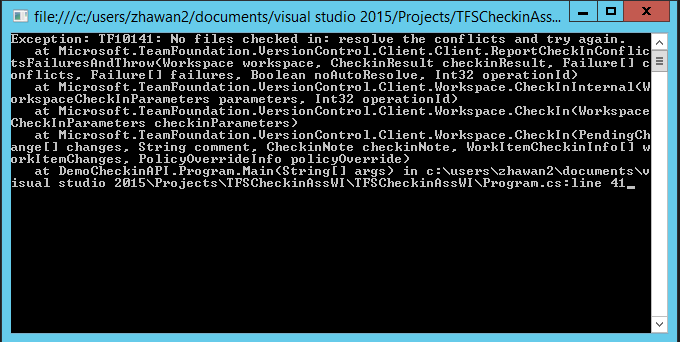 file:///c:/users/zhawan2/documents/visual studio 2015/Projects/TFSCheckinAss...
Exception: TF10141: No files checked in: resolve the conflicts and try again.
   at Microsoft.TeamFoundation.VersionControl.Client.Client.ReportCheckInConflic
tsFailuresAndThrow(Workspace workspace, CheckinResult checkinResult, Failure[] c
onflicts, Failure[] failures, Boolean noAutoResolve, Int32 operationId)
   at Microsoft.TeamFoundation.VersionControl.Client.Workspace.CheckInInternal(W
orkspaceCheckInParameters parameters, Int32 operationId)
   at Microsoft.TeamFoundation.VersionControl.Client.Workspace.CheckIn(Workspace
CheckInParameters checkinParameters)
   at Microsoft.TeamFoundation.VersionControl.Client.Workspace.CheckIn(PendingCh
ange[] changes, String comment, CheckinNote checkinNote, WorkItemCheckinInfo[] w
orkItemChanges, PolicyOverrideInfo policyOverride)
   at DemoCheckinAPI.Program.Main(String[] args) in c:\users\zhawan2\documents\v
isual studio 2015\Projects\TFSCheckinAssWI\TFSCheckinAssWI\Program.cs:line 41